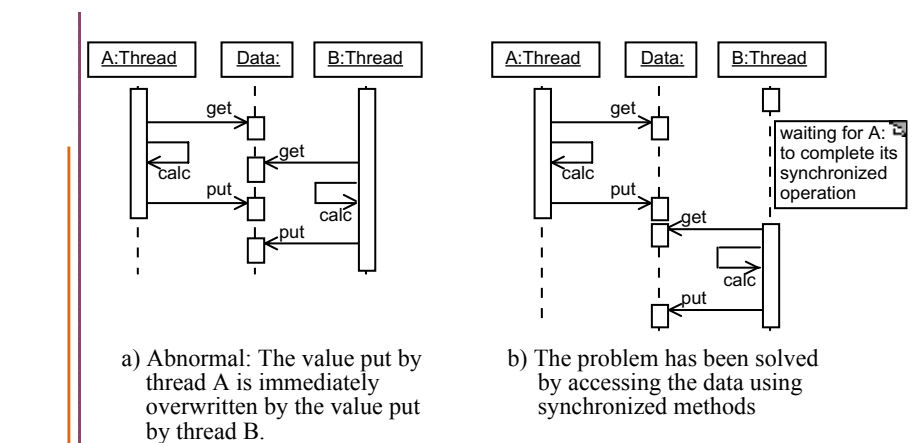 A:Thread
Data:
B:Thread
get
get
calc
put
calc
put
a) Abnormal: The value put by
thread A is immediately
overwritten by the value put
by thread B.
A:Thread
Data:
B:Thread
get
waiting for A:
to complete its
synchronized
operation
calc
put
get
calc
put
b) The problem has been solved
by accessing the data using
synchronized methods